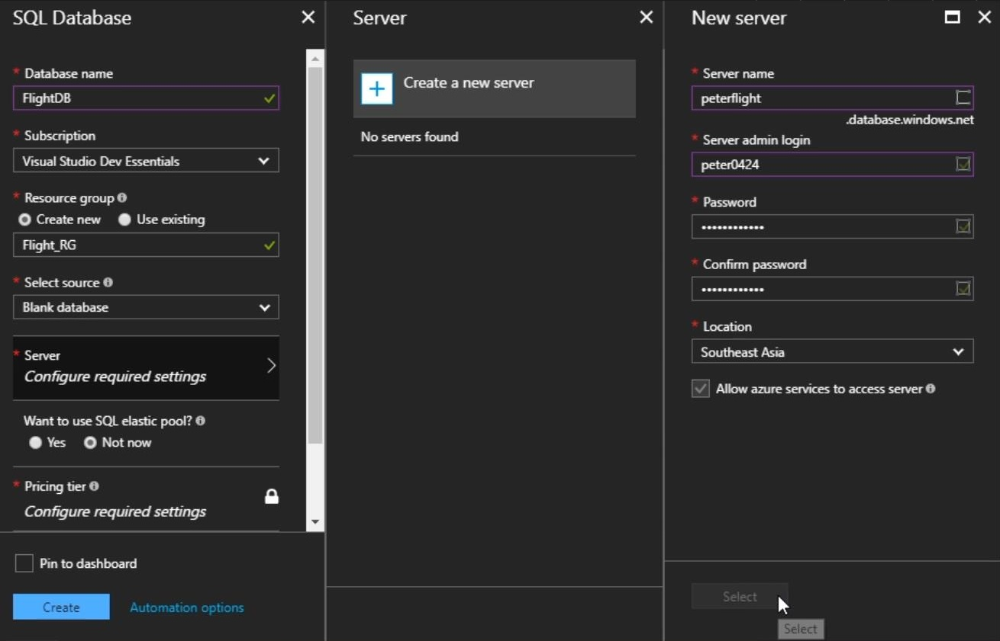 SQL Database
* Database name
FlightDB
* Subscription
Visual Studio Dev Essentials
* Resource group
Create new Use existing
Flight_RG
* Select source
Blank database
* Server
Configure required settings
Want to use SQL elastic pool?
Yes Not now
* Pricing tier
Configure required settings
Pin to dashboard
Create Automation options
Server
Create a new server
No servers found
New server
* Server name
peterflight
.database.windows.net
* Server admin login
peter0424
* Password
••••••••••••
* Confirm password
••••••••••••
* Location
Southeast Asia
Allow azure services to access server
Select
Select